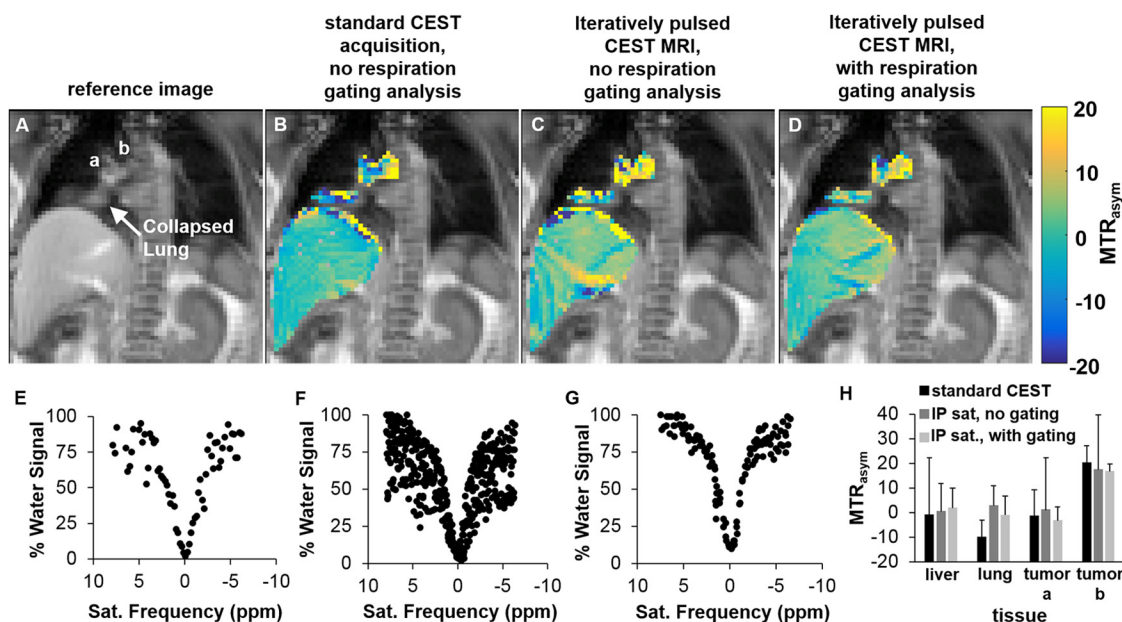 reference image
standard CEST
acquisition,
no respiration
gating analysis
Iteratively pulsed
CEST MRI,
no respiration
gating analysis
Iteratively pulsed
CEST MRI,
with respiration
gating analysis
A
a
b
Collapsed
Lung
B
C
D
20
10
0
-10
-20
MTRasym
E
% Water Signal
100
75
50
25
0
10 5 0 -5 -10
Sat. Frequency (ppm)
F
% Water Signal
100
75
50
25
0
10 5 0 -5 -10
Sat. Frequency (ppm)
G
% Water Signal
100
75
50
25
0
10 5 0 -5 -10
Sat. Frequency (ppm)
H
standard CEST
IP sat, no gating
IP sat., with gating
MTRasym
40
30
20
10
0
-10
-20
liver lung tumor tumor
a b
tissue